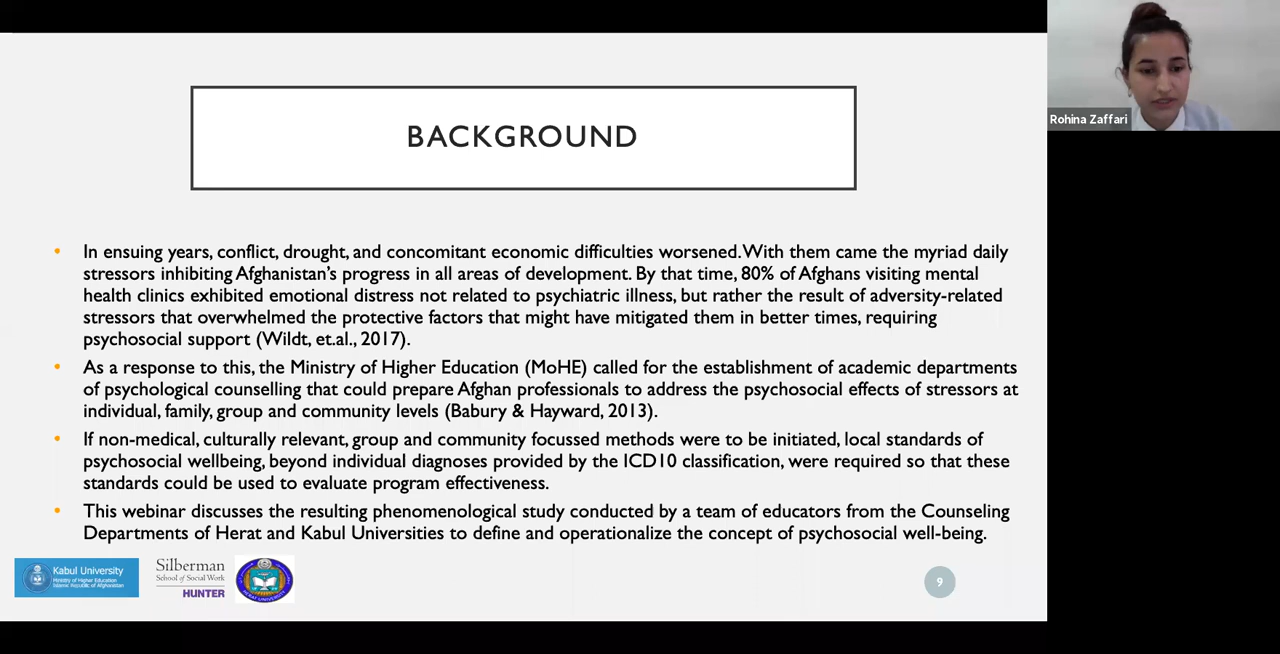 BACKGROUND
Rohina Zaffari
• In ensuing years, conflict, drought, and concomitant economic difficulties worsened. With them came the myriad daily
stressors inhibiting Afghanistan's progress in all areas of development. By that time, 80% of Afghans visiting mental
health clinics exhibited emotional distress not related to psychiatric illness, but rather the result of adversity-related
stressors that overwhelmed the protective factors that might have mitigated them in better times, requiring
psychosocial support (Wildt, et.al., 2017).
• As a response to this, the Ministry of Higher Education (MoHE) called for the establishment of academic departments
of psychological counselling that could prepare Afghan professionals to address the psychosocial effects of stressors at
individual, family, group and community levels (Babury & Hayward, 2013).
• If non-medical, culturally relevant, group and community focussed methods were to be initiated, local standards of
psychosocial wellbeing, beyond individual diagnoses provided by the ICD10 classification, were required so that these
standards could be used to evaluate program effectiveness.
• This webinar discusses the resulting phenomenological study conducted by a team of educators from the Counseling
Departments of Herat and Kabul Universities to define and operationalize the concept of psychosocial well-being.
Kabul University
Ministry of Higher Education
Islamic Republic of Afghanistan
Silberman
School of Social Work
HUNTER
HERAT UNIVERSITY
9